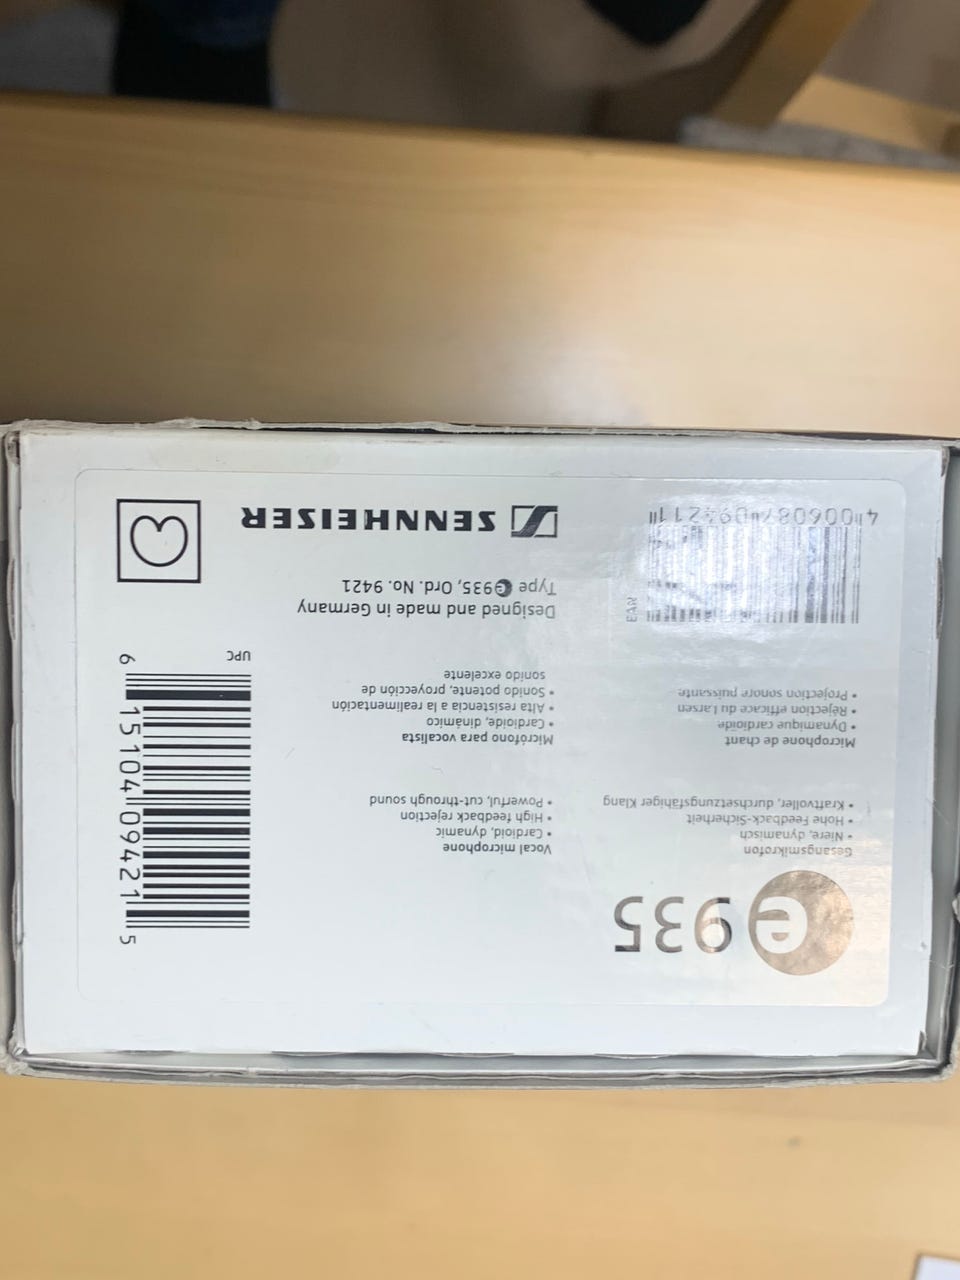 e935
Gesangsmikrofon
• Niere, dynamisch
• Hohe Feedback-Sicherheit
• Kraftvoller, durchsetzungsfähiger Klang
Vocal microphone
• Cardioid, dynamic
• High feedback rejection
• Powerful, cut-through sound
Microphone de chant
• Dynamique cardioïde
• Réjection efficace du Larsen
• Projection sonore puissante
Micrófono para vocalista
• Cardioide, dinámico
• Alta resistencia a la realimentación
• Sonido potente, proyección de
sonido excelente
UPC
6 15104 09421 5
EAN
4 006087 094211
Designed and made in Germany
Type e935, Ord. No. 9421
SENNHEISER